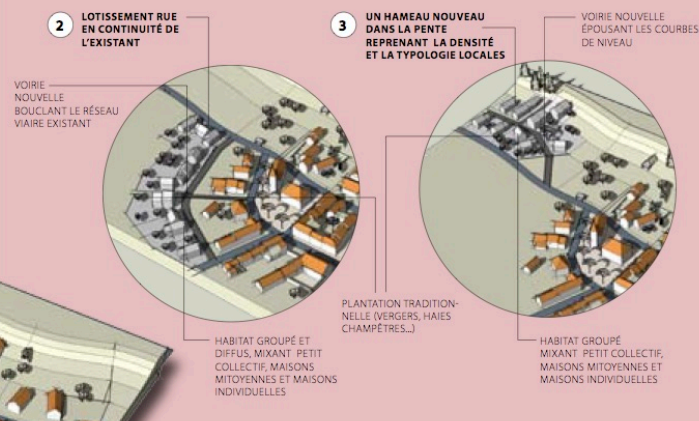 2
LOTISSEMENT RUE
EN CONTINUITÉ DE
L'EXISTANT
VOIRIE
NOUVELLE
BOUCLANT LE RÉSEAU
VIAIRE EXISTANT
HABITAT GROUPÉ ET
DIFFUS, MIXANT PETIT
COLLECTIF, MAISONS
MITOYENNES ET MAISONS
INDIVIDUELLES
PLANTATION TRADITION-
NELLE (VERGERS, HAIES
CHAMPÊTRES...)
3
UN HAMEAU NOUVEAU
DANS LA PENTE
REPRENANT LA DENSITÉ
ET LA TYPOLOGIE LOCALES
VOIRIE NOUVELLE
ÉPOUSANT LES COURBES
DE NIVEAU
HABITAT GROUPÉ
MIXANT PETIT COLLECTIF,
MAISONS MITOYENNES ET
MAISONS INDIVIDUELLES